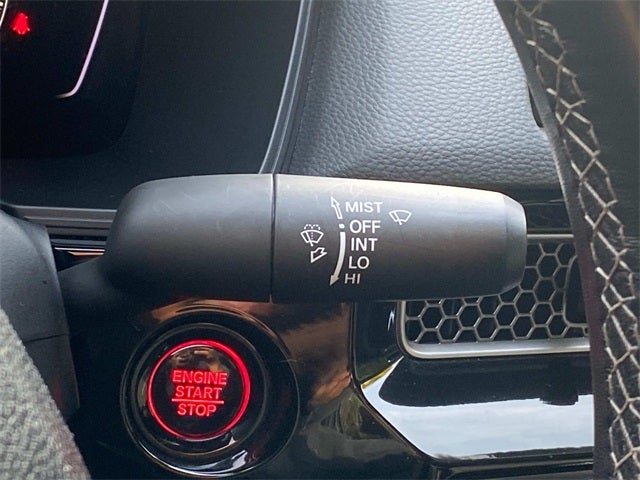 MIST
OFF
INT
LO
HI
ENGINE
START
STOP